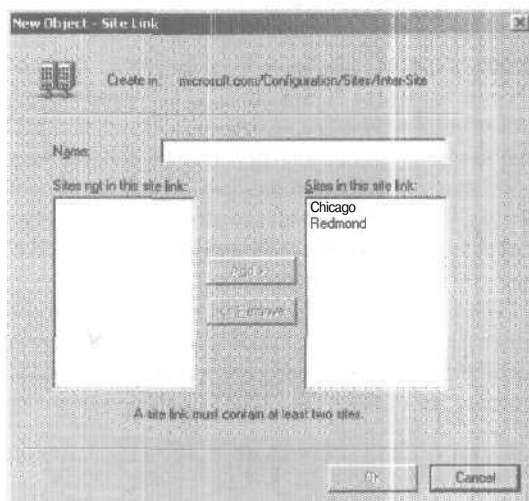 New Object - Site Link
Create in: microsoft.com/Configuration/Sites/Inter-Site
Name:
Sites not in this site link:
Sites in this site link:
Chicago
Redmond
Add >>
<< Remove
A site link must contain at least two sites.
OK
Cancel